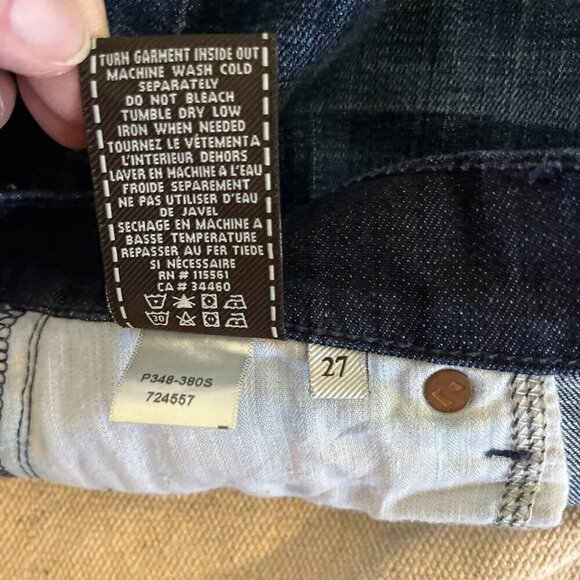 TURN GARMENT INSIDE OUT
MACHINE WASH COLD
SEPARATELY
DO NOT BLEACH
TUMBLE DRY LOW
IRON WHEN NEEDED
TOURNEZ LE VÉTEMENTA
L'INTERIEUR DEHORS
LAVER EN MACHINE A L'EAU
FROIDE SEPAREMENT
NE PAS UTILISER D'EAU
DE JAVEL
SECHAGE EN MACHINE A
BASSE TEMPERATURE
REPASSER AU FER TIEDE
SI NÉCESSAIRE
RN # 115561
CA # 34460
30
P348-380S
724557
27